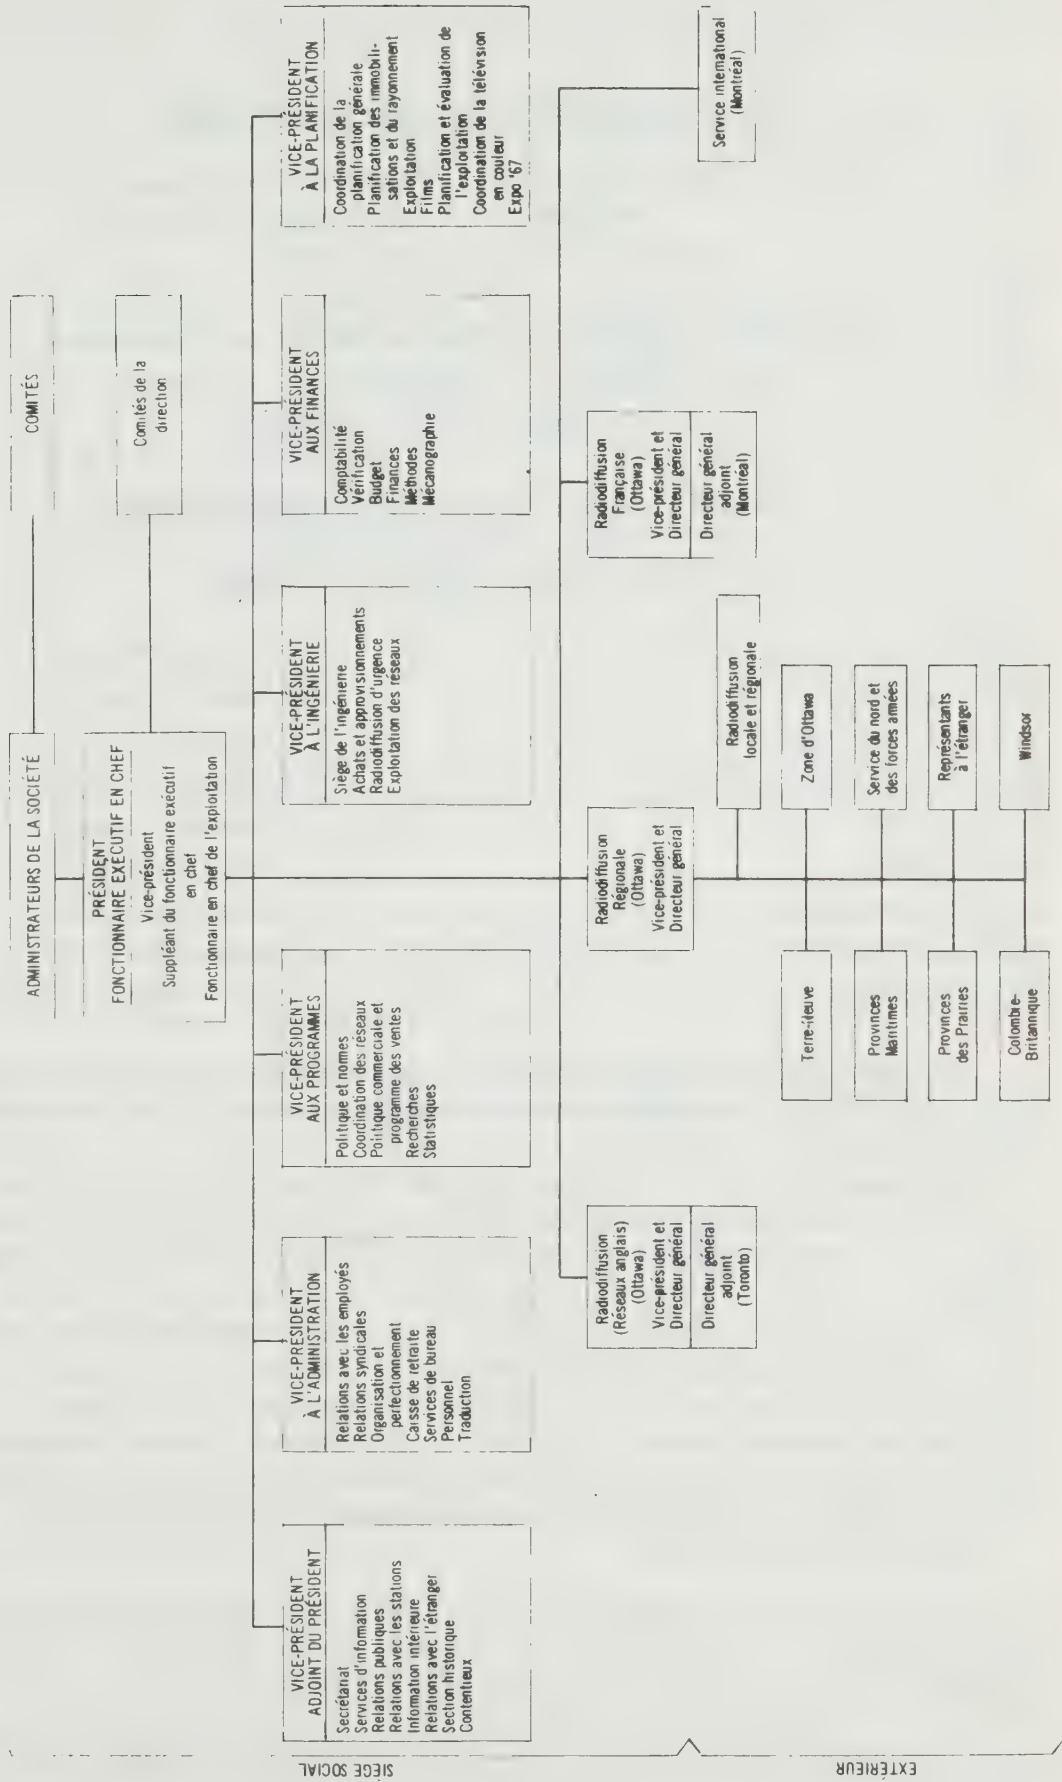 ADMINISTRATEURS DE LA SOCIETÉ
COMITÉS
PRÉSIDENT
FONCTIONNAIRE EXÉCUTIF EN CHEF
Vice-président
Suppléant du fonctionnaire exécutif
en chef
Fonctionnaire en chef de l'exploitation
Comités de la
direction
SIÈGE SOCIAL
VICE-PRÉSIDENT
ADJOINT DU PRÉSIDENT
Secrétariat
Services d'information
Relations publiques
Relations avec les stations
Information intérieure
Relations avec l'étranger
Section historique
Contentieux
VICE-PRÉSIDENT
À L'ADMINISTRATION
Relations avec les employés
Relations syndicales
Organisation et
perfectionnement
Caisse de retraite
Services de bureau
Personnel
Traduction
VICE-PRÉSIDENT
AUX PROGRAMMES
Politique et normes
Coordination des réseaux
Politique commerciale et
programme des ventes
Recherches
Statistiques
VICE-PRÉSIDENT
À L'INGÉNIERIE
Siège de l'ingénierie
Achats et approvisionnements
Radiodiffusion d'urgence
Exploitation des réseaux
VICE-PRÉSIDENT
AUX FINANCES
Comptabilité
Vérification
Budget
Finances
Méthodes
Mécanographie
VICE-PRÉSIDENT
À LA PLANIFICATION
Coordination de la
planification générale
Planification des immobili-
sations et du rayonnement
Exploitation
Films
Planification et évaluation de
l'exploitation
Coordination de la télévision
en couleur
Expo '67
Radiodiffusion
(Réseaux anglais)
(Ottawa)
Vice-président et
Directeur général
Directeur général
adjoint
(Toronto)
Radiodiffusion
Régionale
(Ottawa)
Vice-président et
Directeur général
Radiodiffusion
Française
(Ottawa)
Vice-président et
Directeur général
Directeur général
adjoint
(Montréal)
EXTÉRIEUR
Service international
(Montréal)
Radiodiffusion
locale et régionale
Terre-Neuve
Zone d'Ottawa
Provinces
Maritimes
Service du nord et
des forces armées
Provinces
des Prairies
Représentants
à l'étranger
Colombie-
Britannique
Windsor